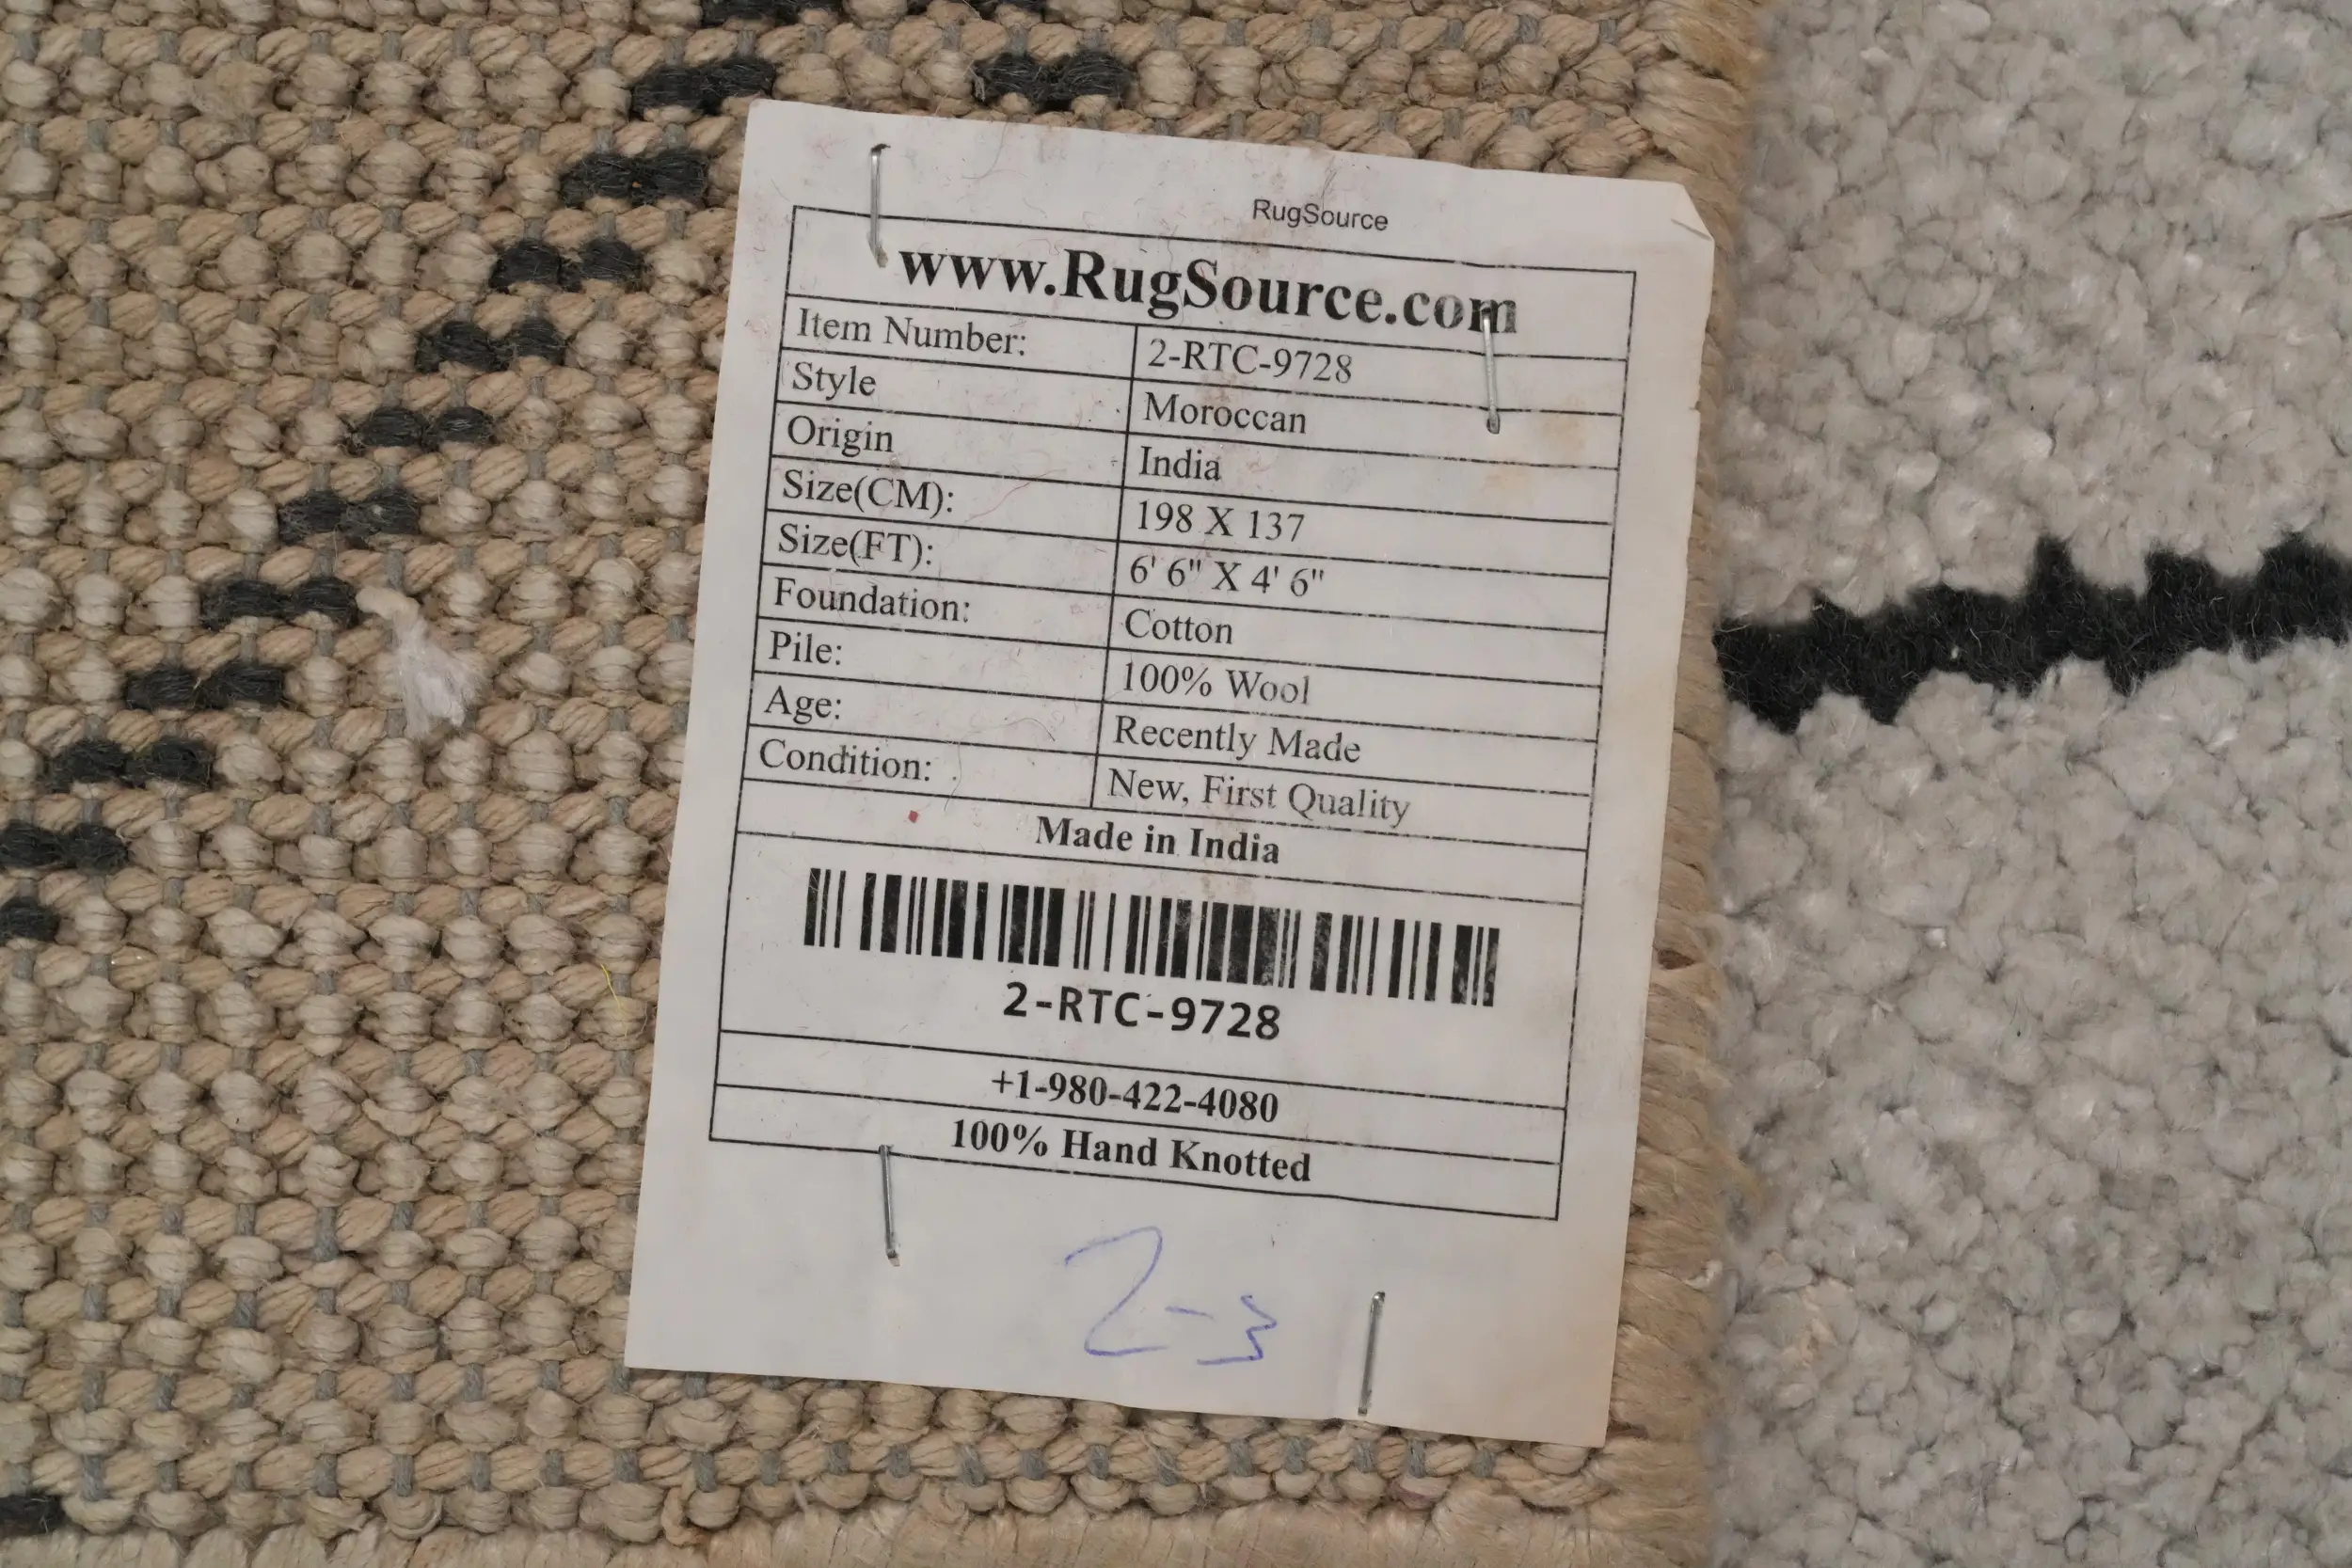 RugSource
www.RugSource.com
Item Number: 2-RTC-9728
Style Moroccan
Origin India
Size(CM): 198 X 137
Size(FT): 6' 6" X 4' 6"
Foundation: Cotton
Pile: 100% Wool
Age: Recently Made
Condition: New, First Quality
Made in India
2-RTC-9728
+1-980-422-4080
100% Hand Knotted
2-3